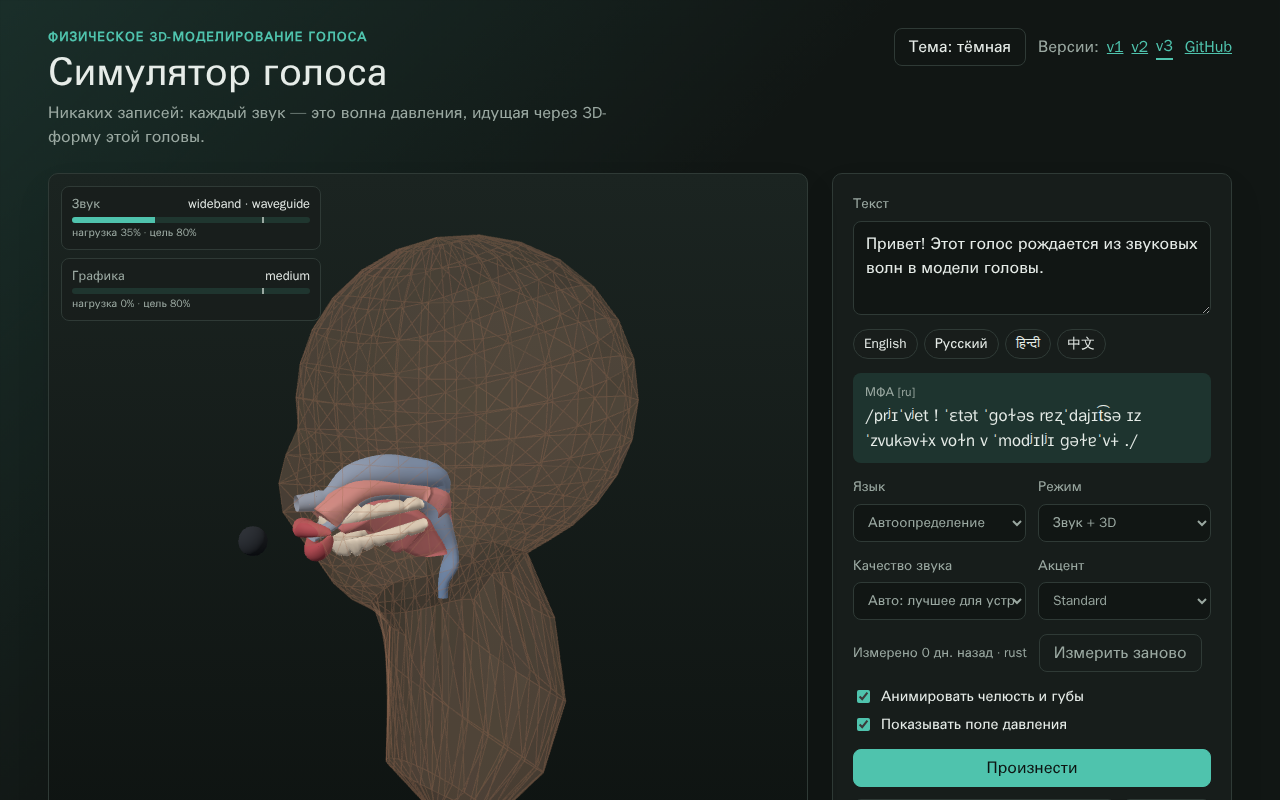 ФИЗИЧЕСКОЕ 3D-МОДЕЛИРОВАНИЕ ГОЛОСА
Симулятор голоса
Никаких записей: каждый звук — это волна давления, идущая через 3D-
форму этой головы.
Тема: тёмная
Версии: v1 v2 v3 GitHub
Звук wideband · waveguide
нагрузка 35% · цель 80%
Графика medium
нагрузка 0% · цель 80%
Текст
Привет! Этот голос рождается из звуковых
волн в модели головы.
English Русский हिन्दी 中文
МФА [ru]
/prʲɪˈvʲet ! ˈɛtət ˈɡoɫəs rɐʐˈdajɪt͡sə ɪz
ˈzvukəvɨx voɫn v ˈmodʲɪlʲɪ ɡəɫɐˈvɨ ./
Язык Режим
Автоопределение Звук + 3D
Качество звука Акцент
Авто: лучшее для устр Standard
Измерено 0 дн. назад · rust Измерить заново
Анимировать челюсть и губы
Показывать поле давления
Произнести